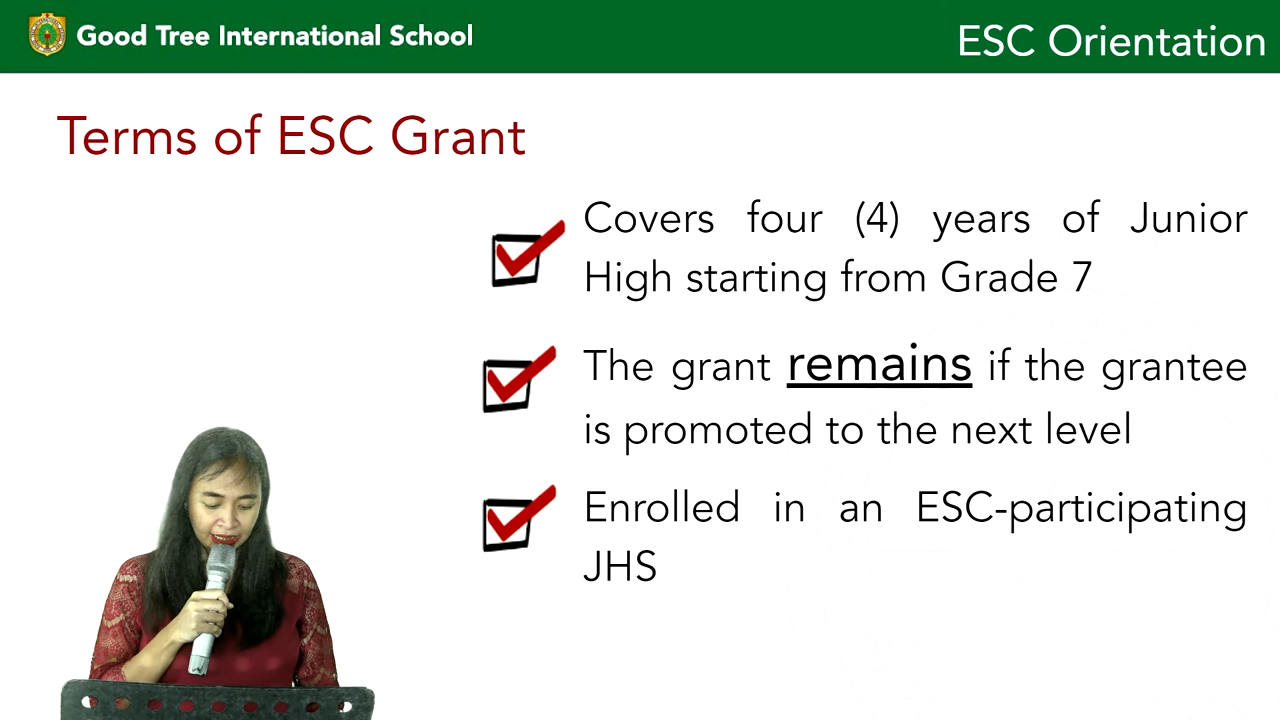 Good Tree International School
ESC Orientation
Terms of ESC Grant
Covers four (4) years of Junior
High starting from Grade 7
The grant remains if the grantee
is promoted to the next level
Enrolled in an ESC-participating
JHS